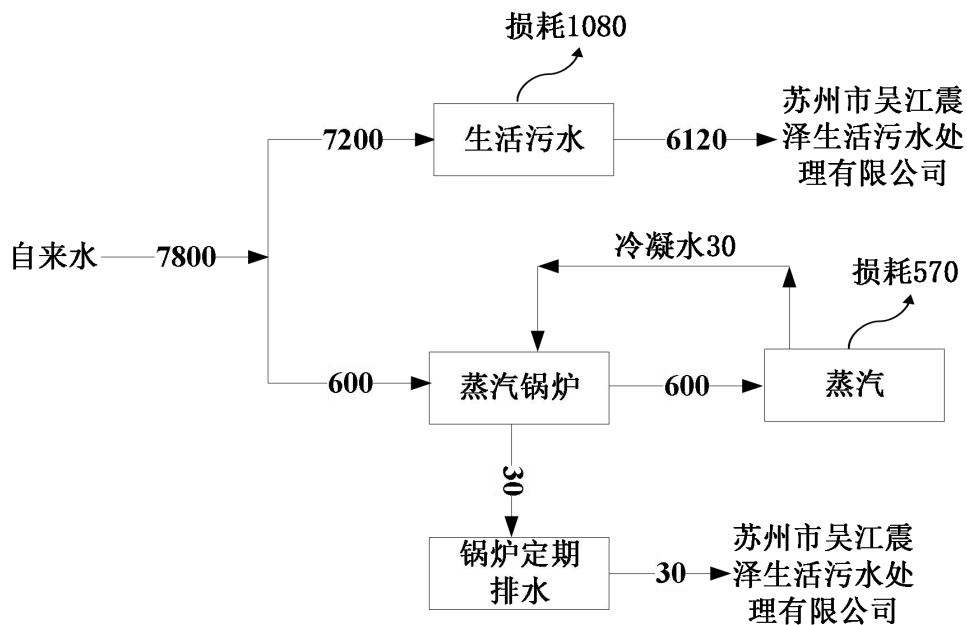 损耗1080
7200
生活污水
6120
苏州市吴江震
泽生活污水处
理有限公司
自来水
7800
冷凝水30
损耗570
600
蒸汽锅炉
600
蒸汽
30
锅炉定期
排水
30
苏州市吴江震
泽生活污水处
理有限公司